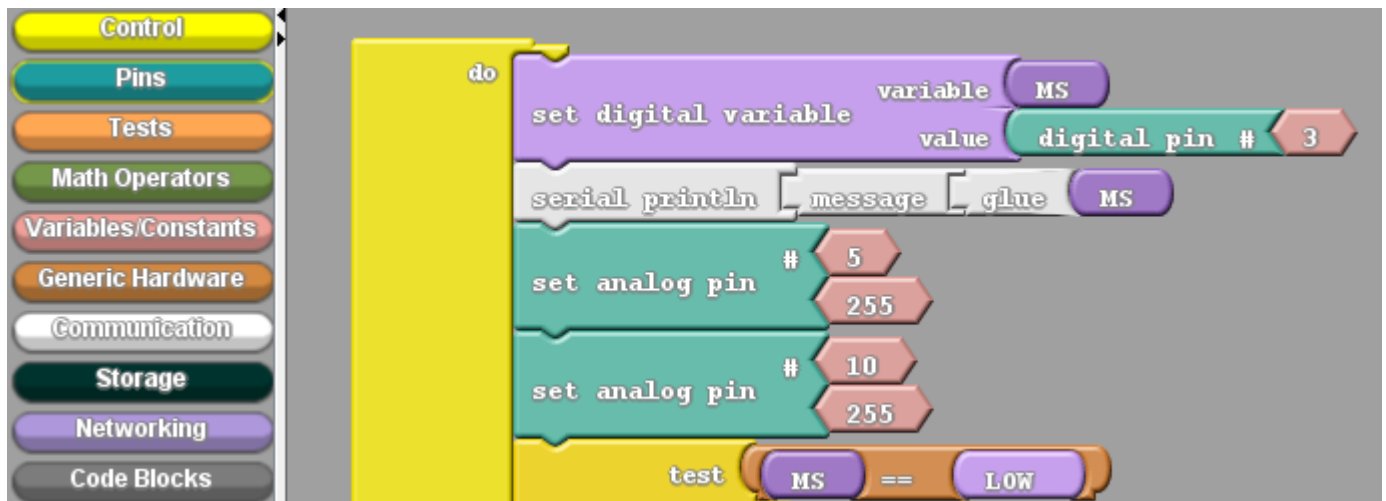 Control
Pins
Tests
Math Operators
Variables/Constants
Generic Hardware
Communication
Storage
Networking
Code Blocks
do
set digital variable
variable MS
value digital pin # 3
serial println message glue MS
set analog pin
# 5
255
set analog pin
# 10
255
test MS == LOW